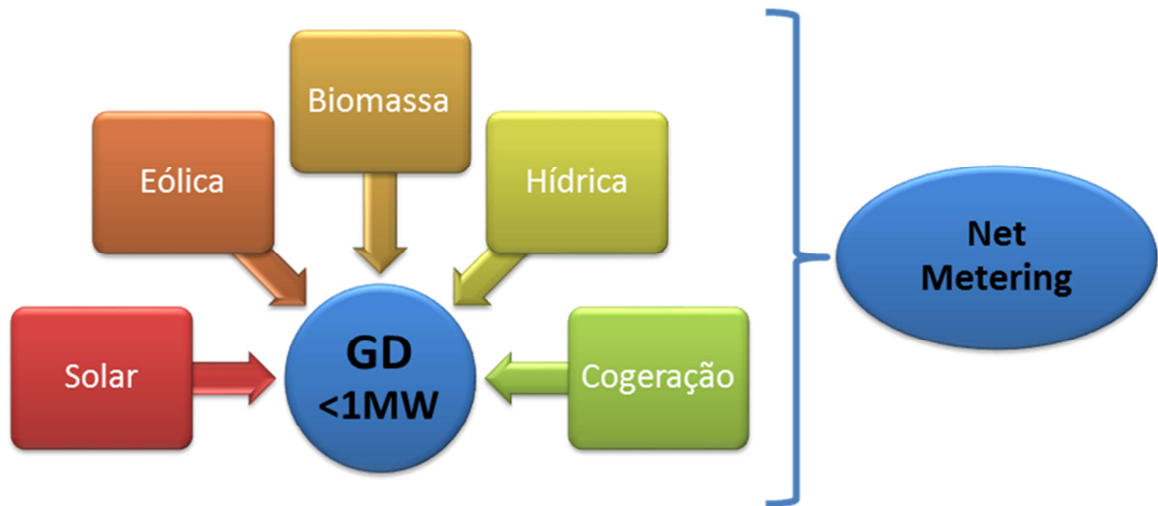 Biomassa
Eólica
Hídrica
Solar
GD
<1MW
Cogeração
Net
Metering